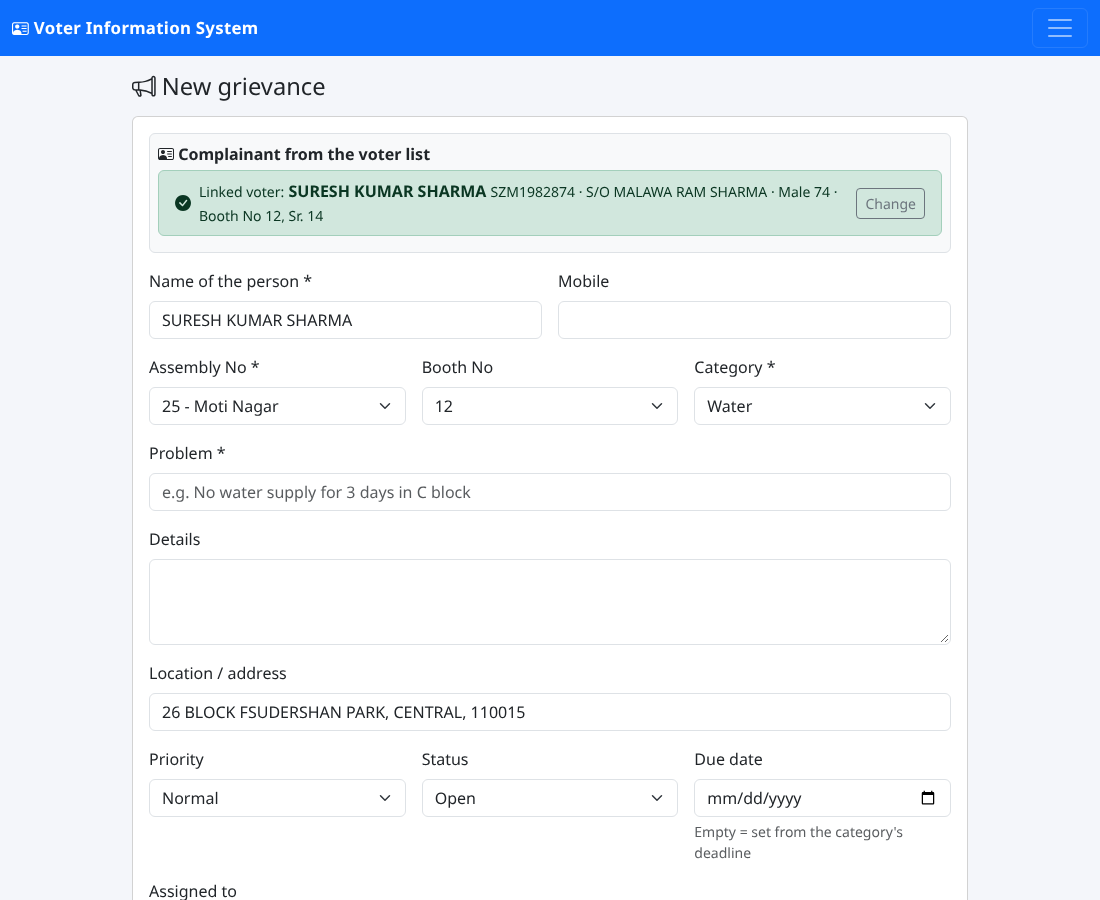 Voter Information System
New grievance
Complainant from the voter list
Linked voter: SURESH KUMAR SHARMA SZM1982874 · S/O MALAWA RAM SHARMA · Male 74 ·
Booth No 12, Sr. 14
Change
Name of the person *
Mobile
SURESH KUMAR SHARMA
Assembly No *
Booth No
Category *
25 - Moti Nagar
12
Water
Problem *
e.g. No water supply for 3 days in C block
Details
Location / address
26 BLOCK FSUDERSHAN PARK, CENTRAL, 110015
Priority
Status
Due date
Normal
Open
mm/dd/yyyy
Empty = set from the category's
deadline
Assigned to